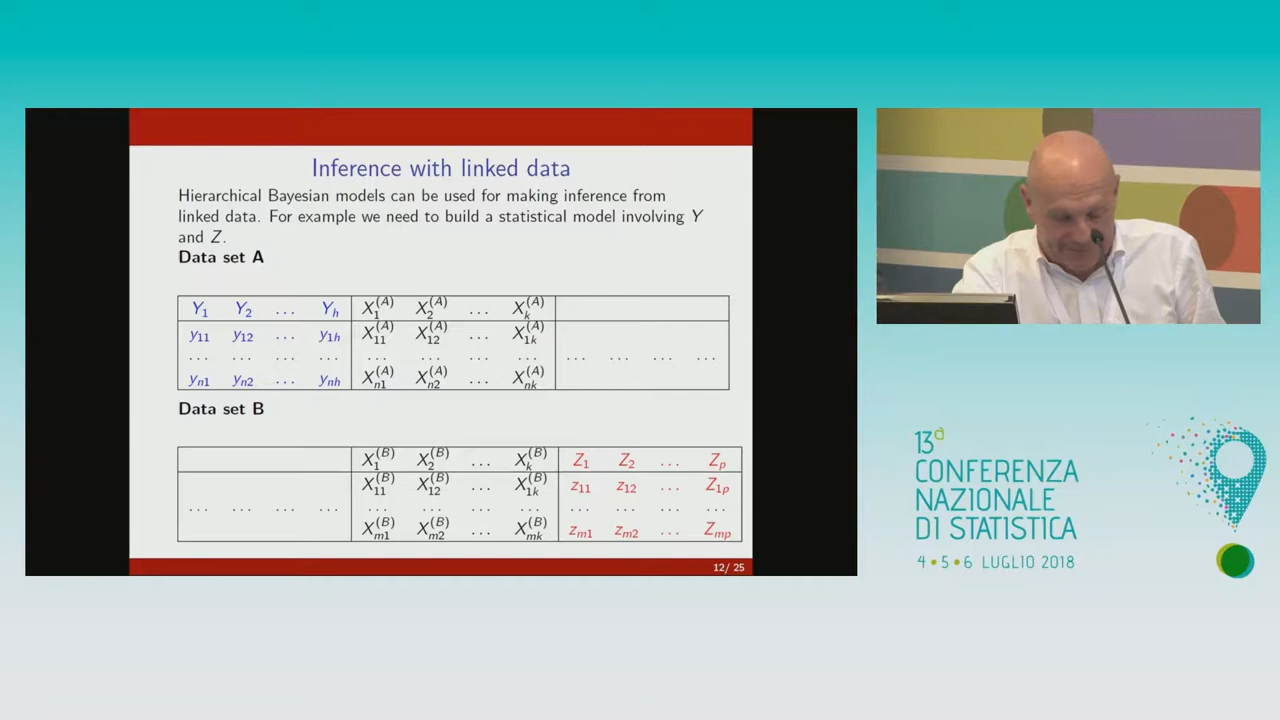 Inference with linked data
Hierarchical Bayesian models can be used for making inference from
linked data. For example we need to build a statistical model involving Y
and Z.
Data set A
Y₁ Y₂ ... Yₕ X₁^(A) X₂^(A) ... Xₖ^(A)
y₁₁ y₁₂ ... y₁ₕ X₁₁^(A) X₁₂^(A) ... X₁ₖ^(A)
... ... ... ... ... ... ... ... ... ... ... ...
yₙ₁ yₙ₂ ... yₙₕ Xₙ₁^(A) Xₙ₂^(A) ... Xₙₖ^(A)
Data set B
X₁^(B) X₂^(B) ... Xₖ^(B) Z₁ Z₂ ... Zₚ
X₁₁^(B) X₁₂^(B) ... X₁ₖ^(B) z₁₁ z₁₂ ... Z₁ₚ
... ... ... ... ... ... ... ... ... ... ... ...
Xₘ₁^(B) Xₘ₂^(B) ... Xₘₖ^(B) zₘ₁ zₘ₂ ... Zₘₚ
12/ 25
13ª
CONFERENZA
NAZIONALE
DI STATISTICA
4•5•6 LUGLIO 2018